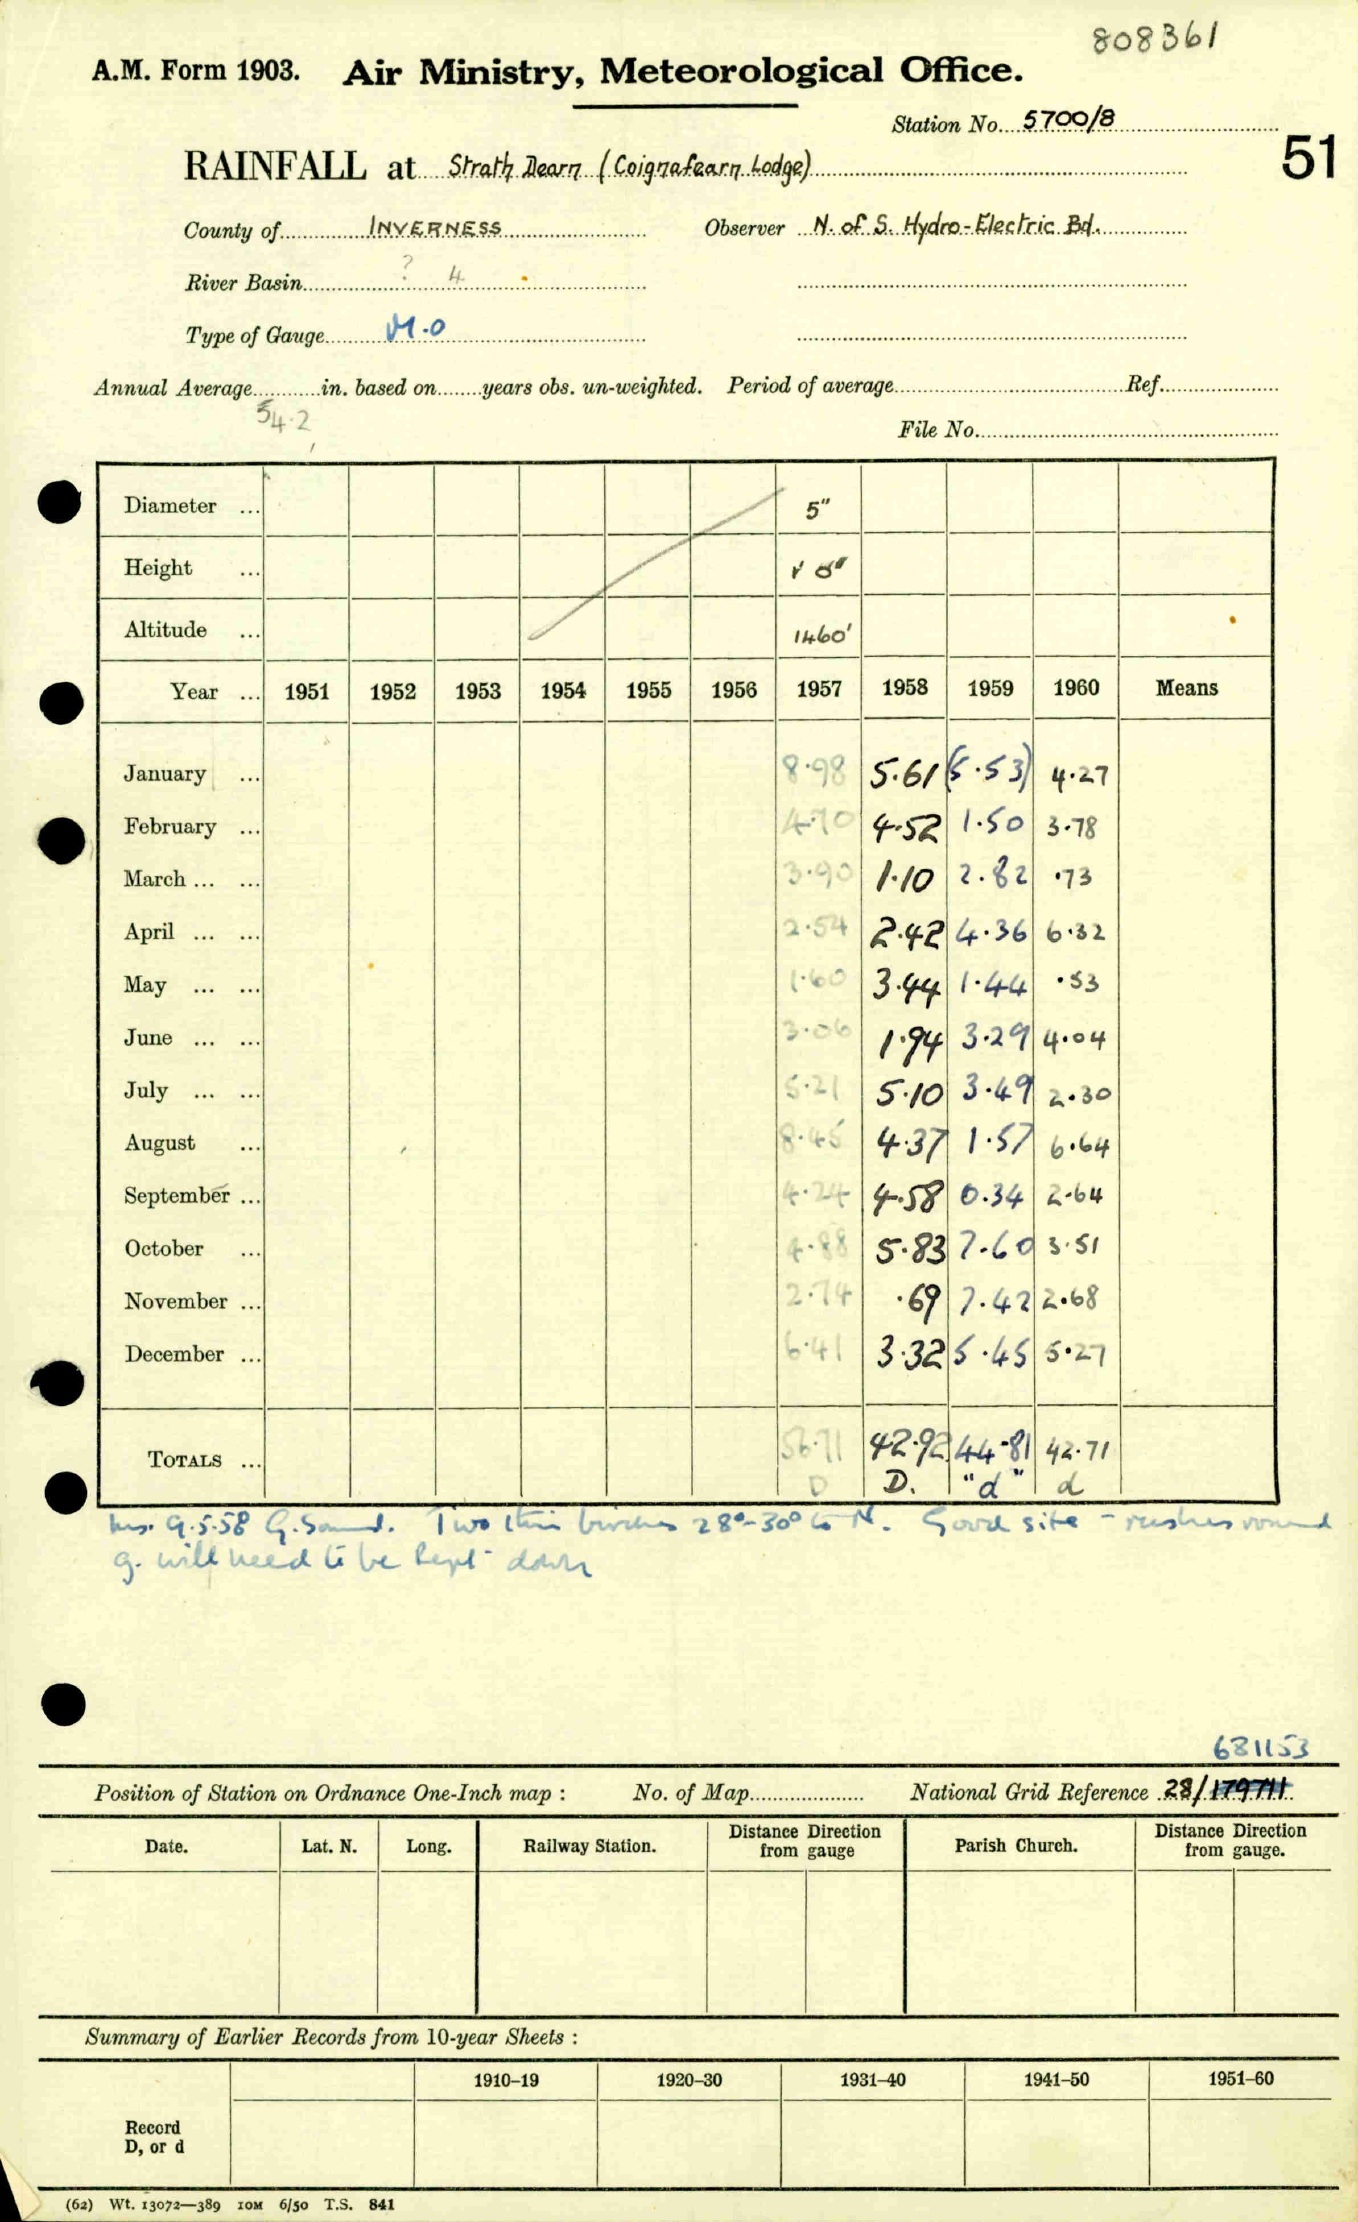 808361
A.M. Form 1903. Air Ministry, Meteorological Office.
Station No. 5700/8
RAINFALL at Strath Dearn (Coignafearn Lodge)
51
County of INVERNESS Observer N. of S. Hydro-Electric Bd.
River Basin ? 4
Type of Gauge M.O
Annual Average in. based on years obs. un-weighted. Period of average Ref.
54.2
File No.
Diameter ... 5"
Height ... 
Altitude ... 1460'
Year ... 1951 1952 1953 1954 1955 1956 1957 1958 1959 1960 Means
January ... 8.98 5.61 (5.53) 4.27
February ... 4.70 4.52 1.50 3.78
March ... ... 3.90 1.10 2.82 .73
April ... ... 2.54 2.42 4.36 6.32
May ... ... 1.60 3.44 1.44 .53
June ... ... 3.06 1.94 3.29 4.04
July ... ... 5.21 5.10 3.49 2.30
August ... 8.45 4.37 1.57 6.64
September ... 4.24 4.58 0.34 2.64
October ... 4.88 5.83 7.60 3.51
November ... 2.74 .69 7.42 2.68
December ... 6.41 3.32 5.45 5.27
TOTALS ... 56.71 42.92 44.81 42.71
D D. "d" d
Ins. 9.5.58 G. Sound. Two thin birches 28°-30° to N. Good site - rushes round
g. will need to be kept down
681153
Position of Station on Ordnance One-Inch map : No. of Map National Grid Reference 28/179711
Date. Lat. N. Long. Railway Station. Distance Direction from gauge Parish Church. Distance Direction from gauge.
Summary of Earlier Records from 10-year Sheets :
1910–19 1920–30 1931–40 1941–50 1951–60
Record
D, or d
(62) Wt. 13072—389 10M 6/50 T.S. 841